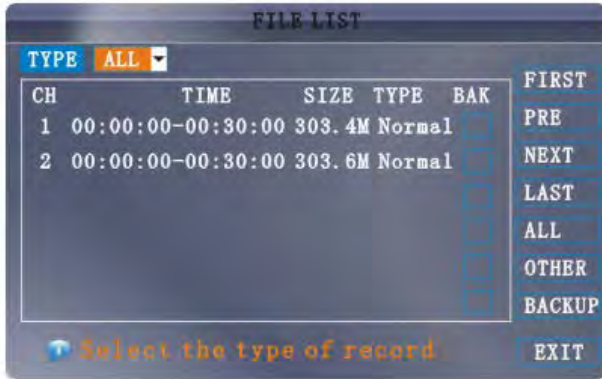 FILE LIST
TYPE ALL
CH TIME SIZE TYPE BAK
1 00:00:00-00:30:00 303.4M Normal
2 00:00:00-00:30:00 303.6M Normal
FIRST
PRE
NEXT
LAST
ALL
OTHER
BACKUP
Select the type of record
EXIT